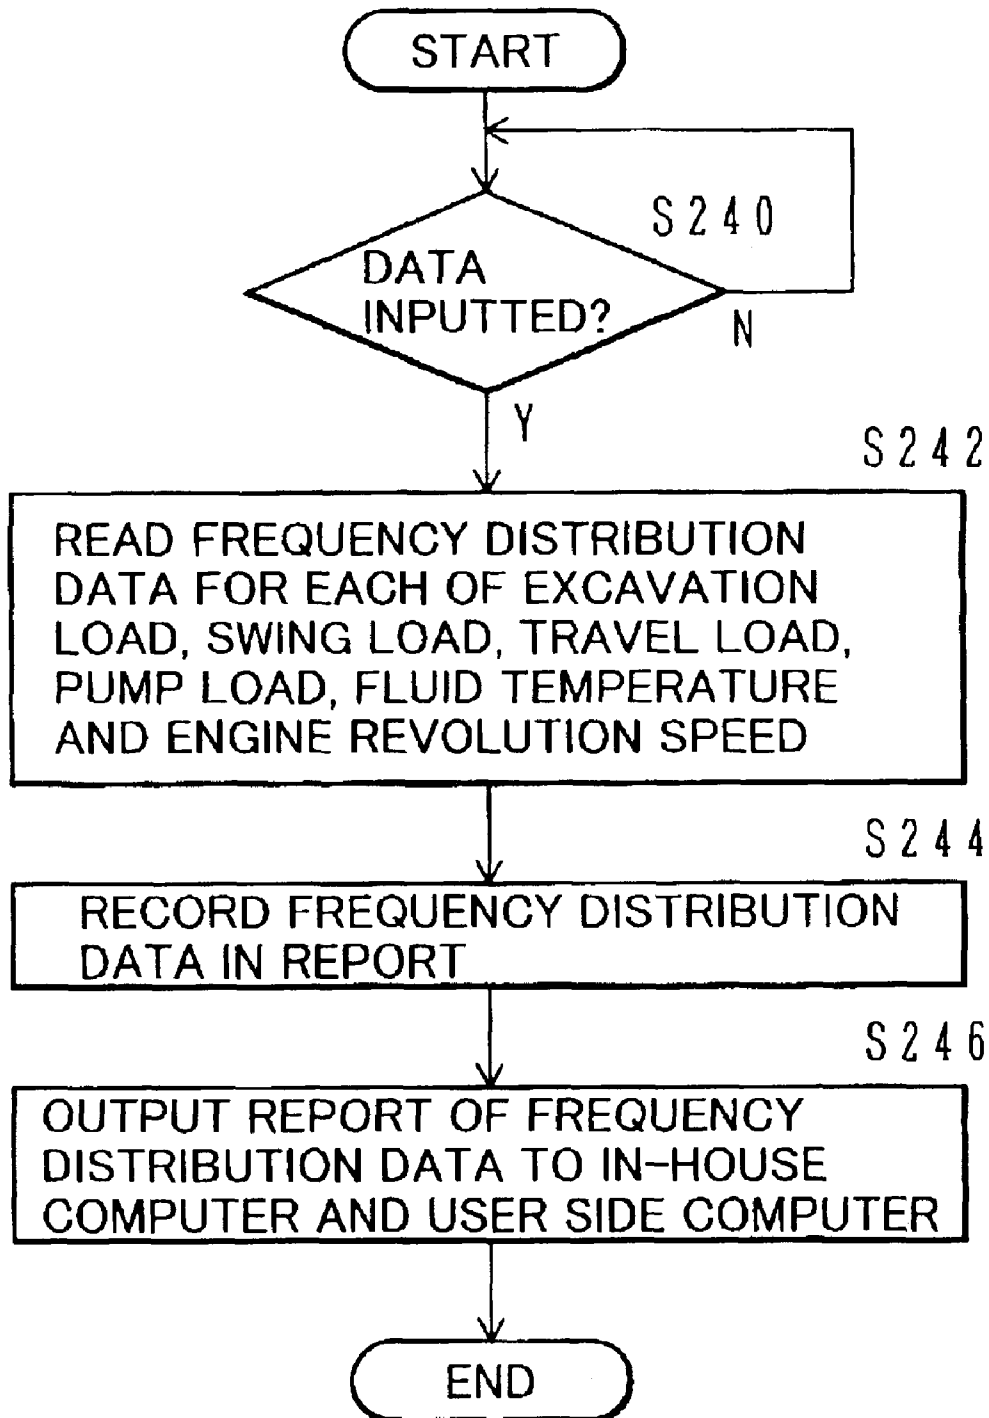 START
S240
DATA
INPUTTED?
N
Y
S242
READ FREQUENCY DISTRIBUTION
DATA FOR EACH OF EXCAVATION
LOAD, SWING LOAD, TRAVEL LOAD,
PUMP LOAD, FLUID TEMPERATURE
AND ENGINE REVOLUTION SPEED
S244
RECORD FREQUENCY DISTRIBUTION
DATA IN REPORT
S246
OUTPUT REPORT OF FREQUENCY
DISTRIBUTION DATA TO IN-HOUSE
COMPUTER AND USER SIDE COMPUTER
END